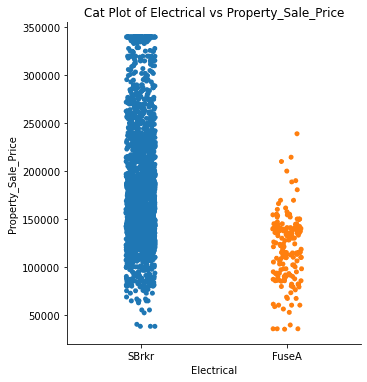 Cat Plot of Electrical vs Property_Sale_Price
350000
300000
250000
200000
150000
100000
50000
Property_Sale_Price
SBrkr
FuseA
Electrical